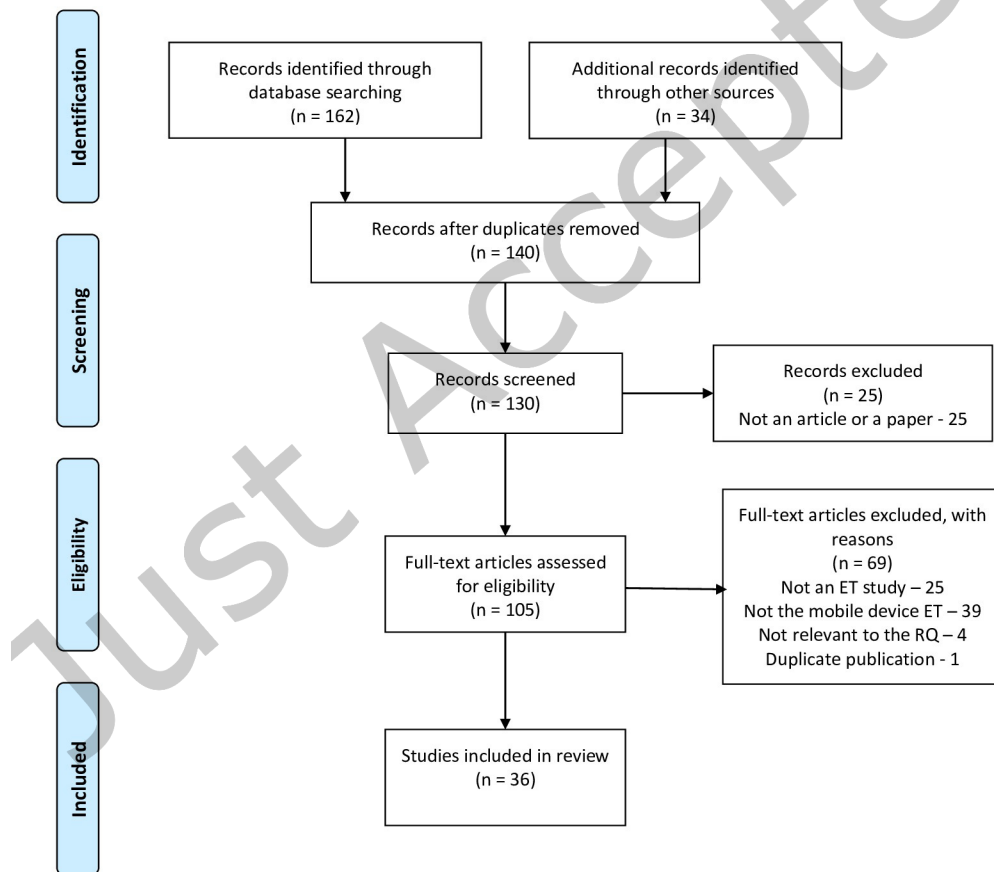 Identification
Records identified through
database searching
(n = 162)
Additional records identified
through other sources
(n = 34)
Records after duplicates removed
(n = 140)
Screening
Records screened
(n = 130)
Records excluded
(n = 25)
Not an article or a paper - 25
Eligibility
Full-text articles assessed
for eligibility
(n = 105)
Full-text articles excluded, with
reasons
(n = 69)
Not an ET study – 25
Not the mobile device ET – 39
Not relevant to the RQ – 4
Duplicate publication - 1
Included
Studies included in review
(n = 36)
Just Accepte